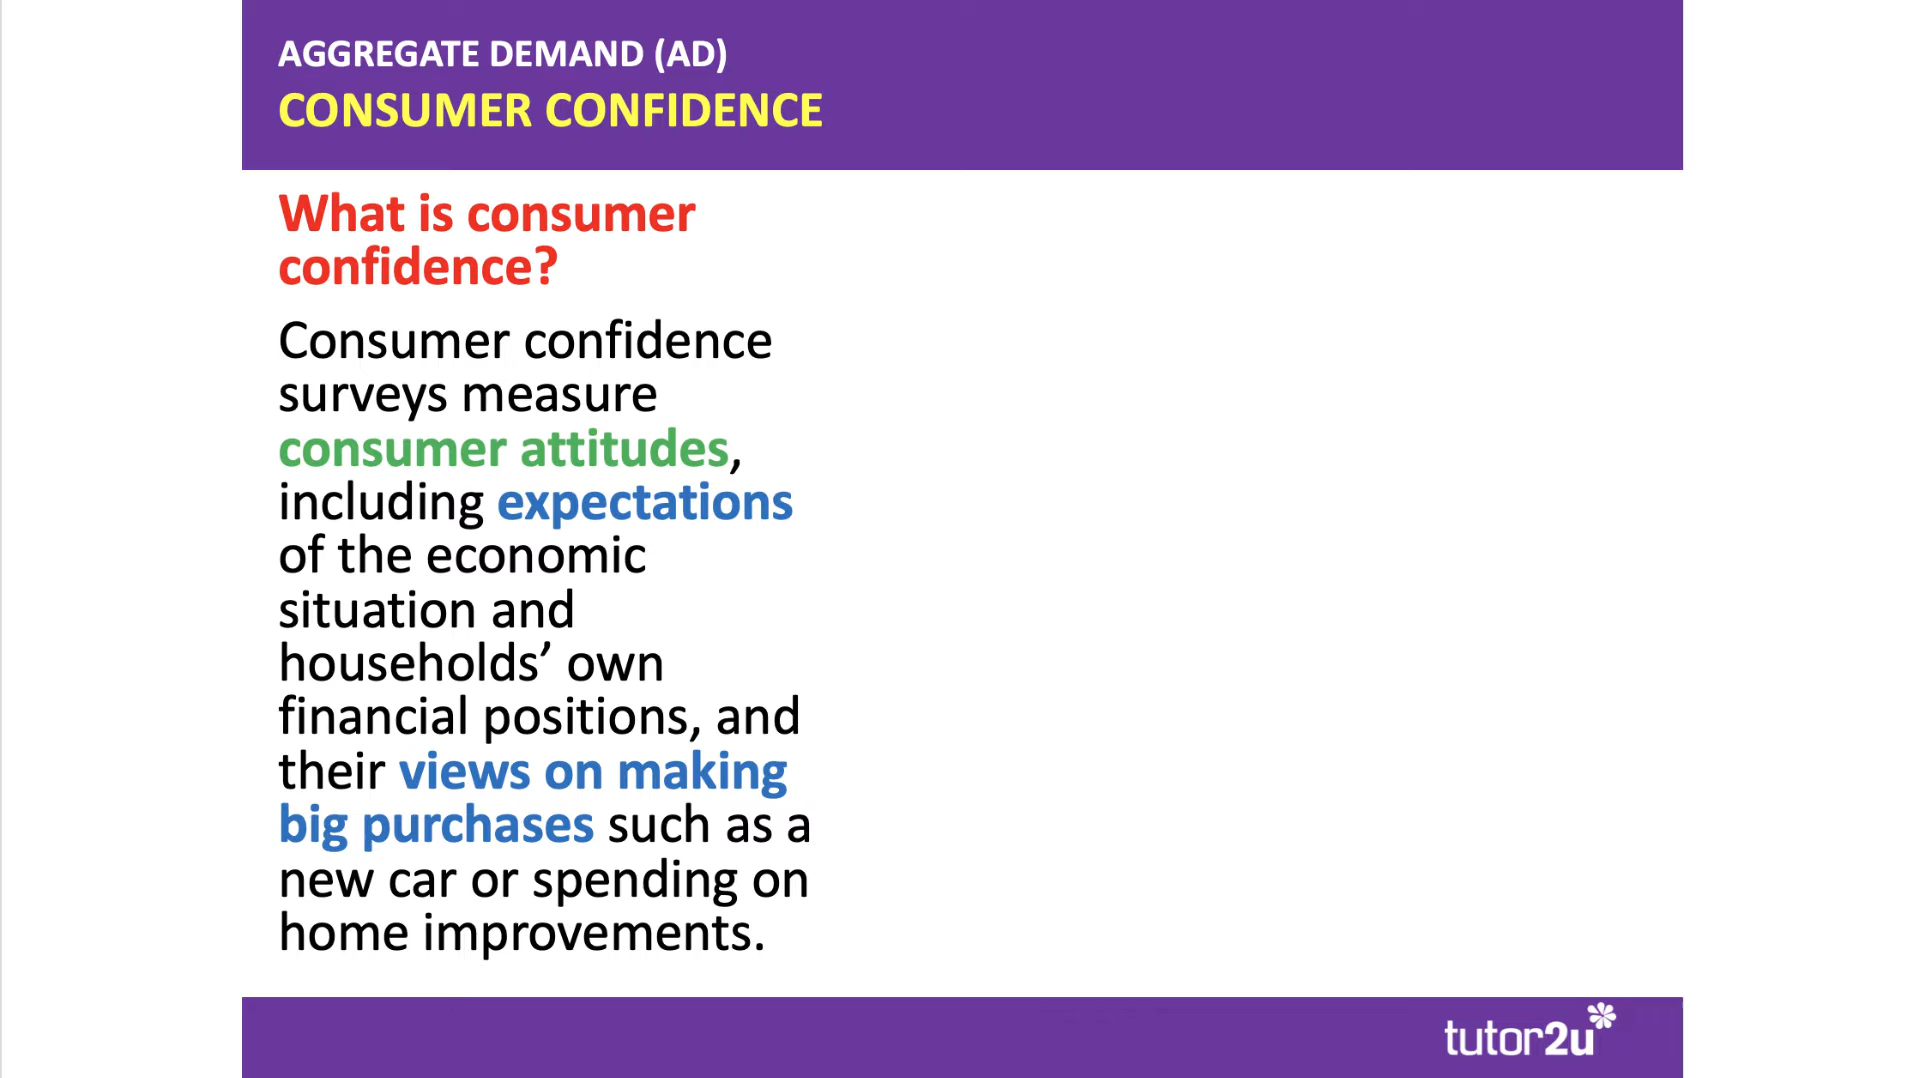 AGGREGATE DEMAND (AD)
CONSUMER CONFIDENCE
What is consumer
confidence?
Consumer confidence
surveys measure
consumer attitudes,
including expectations
of the economic
situation and
households’ own
financial positions, and
their views on making
big purchases such as a
new car or spending on
home improvements.
tutor2u